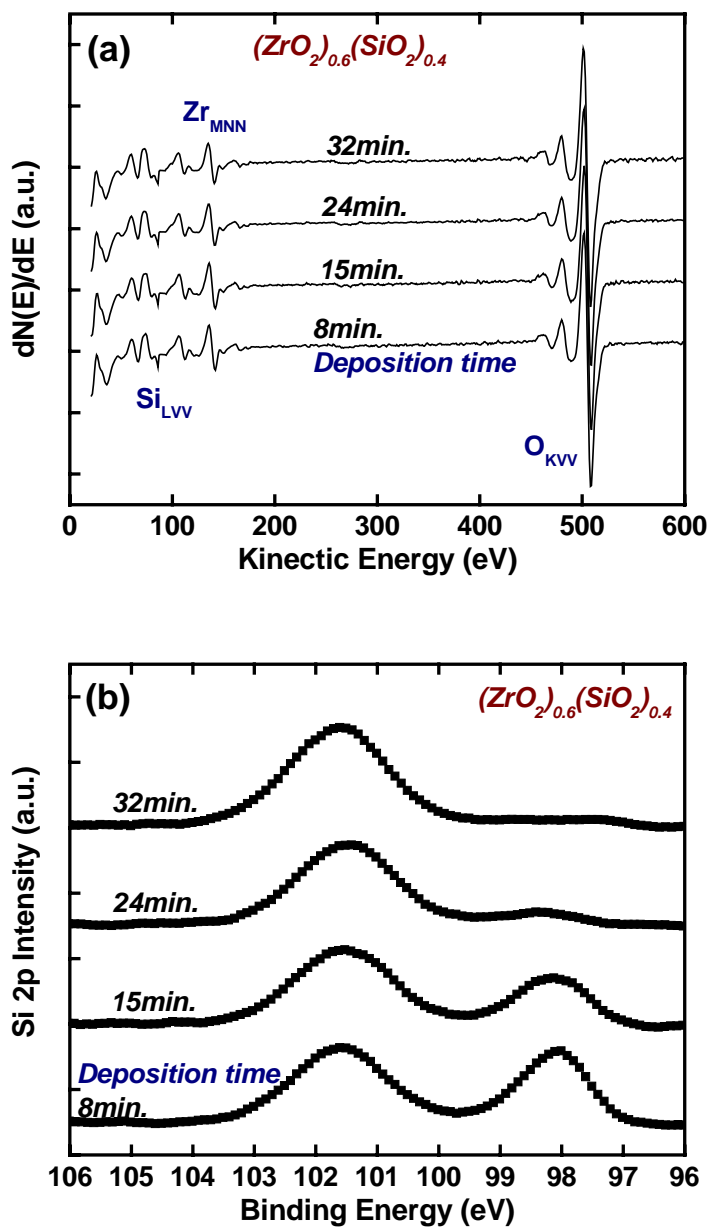 (a)
(ZrO2)0.6(SiO2)0.4
ZrMNN
32min.
24min.
15min.
8min.
Deposition time
SiLVV
OKVV
dN(E)/dE (a.u.)
0 100 200 300 400 500 600
Kinectic Energy (eV)
(b)
(ZrO2)0.6(SiO2)0.4
32min.
24min.
15min.
Deposition time
8min.
Si 2p Intensity (a.u.)
106 105 104 103 102 101 100 99 98 97 96
Binding Energy (eV)